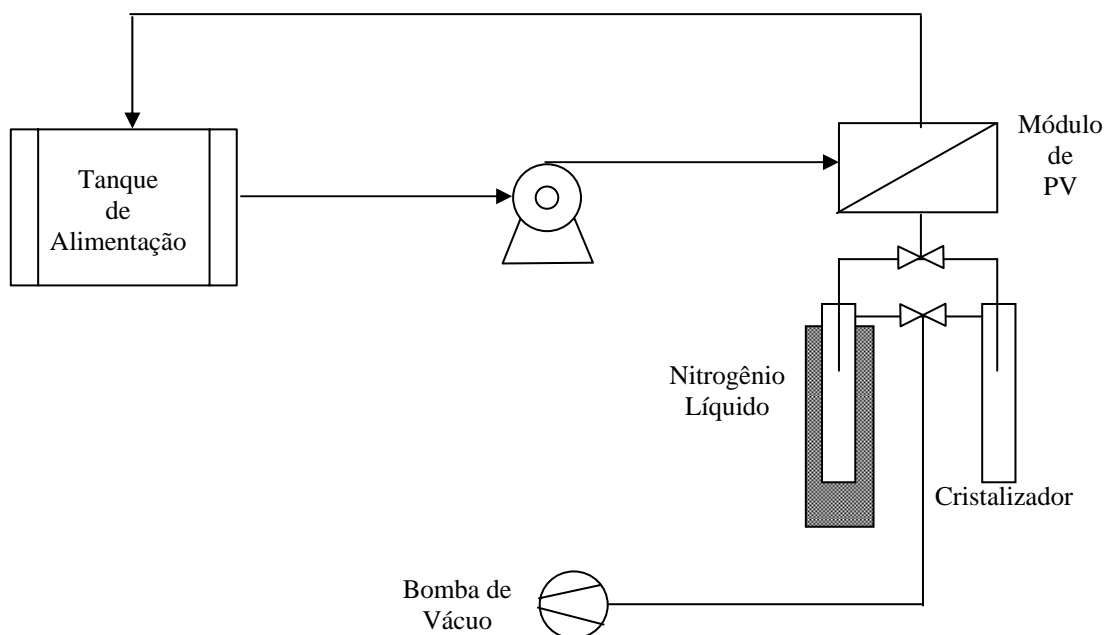 Tanque
de
Alimentação
Módulo
de
PV
Nitrogênio
Líquido
Cristalizador
Bomba de
Vácuo